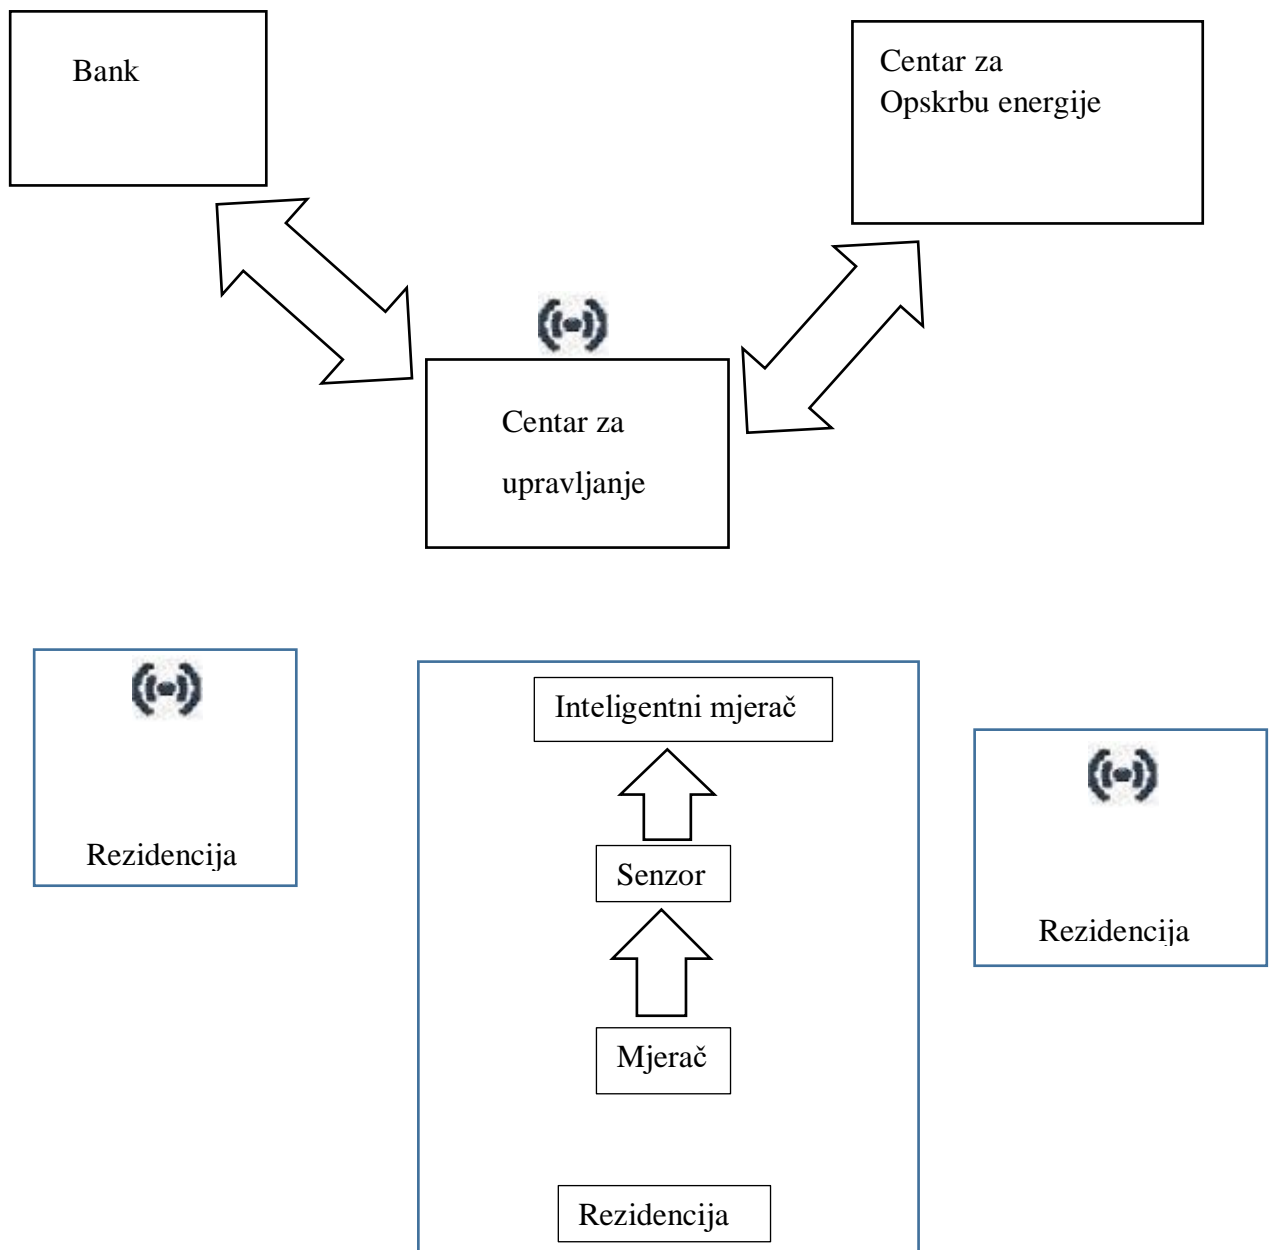 Bank
Centar za
Opskrbu energije
Centar za
upravljanje
Rezidencija
Inteligentni mjerač
Senzor
Mjerač
Rezidencija
Rezidencija